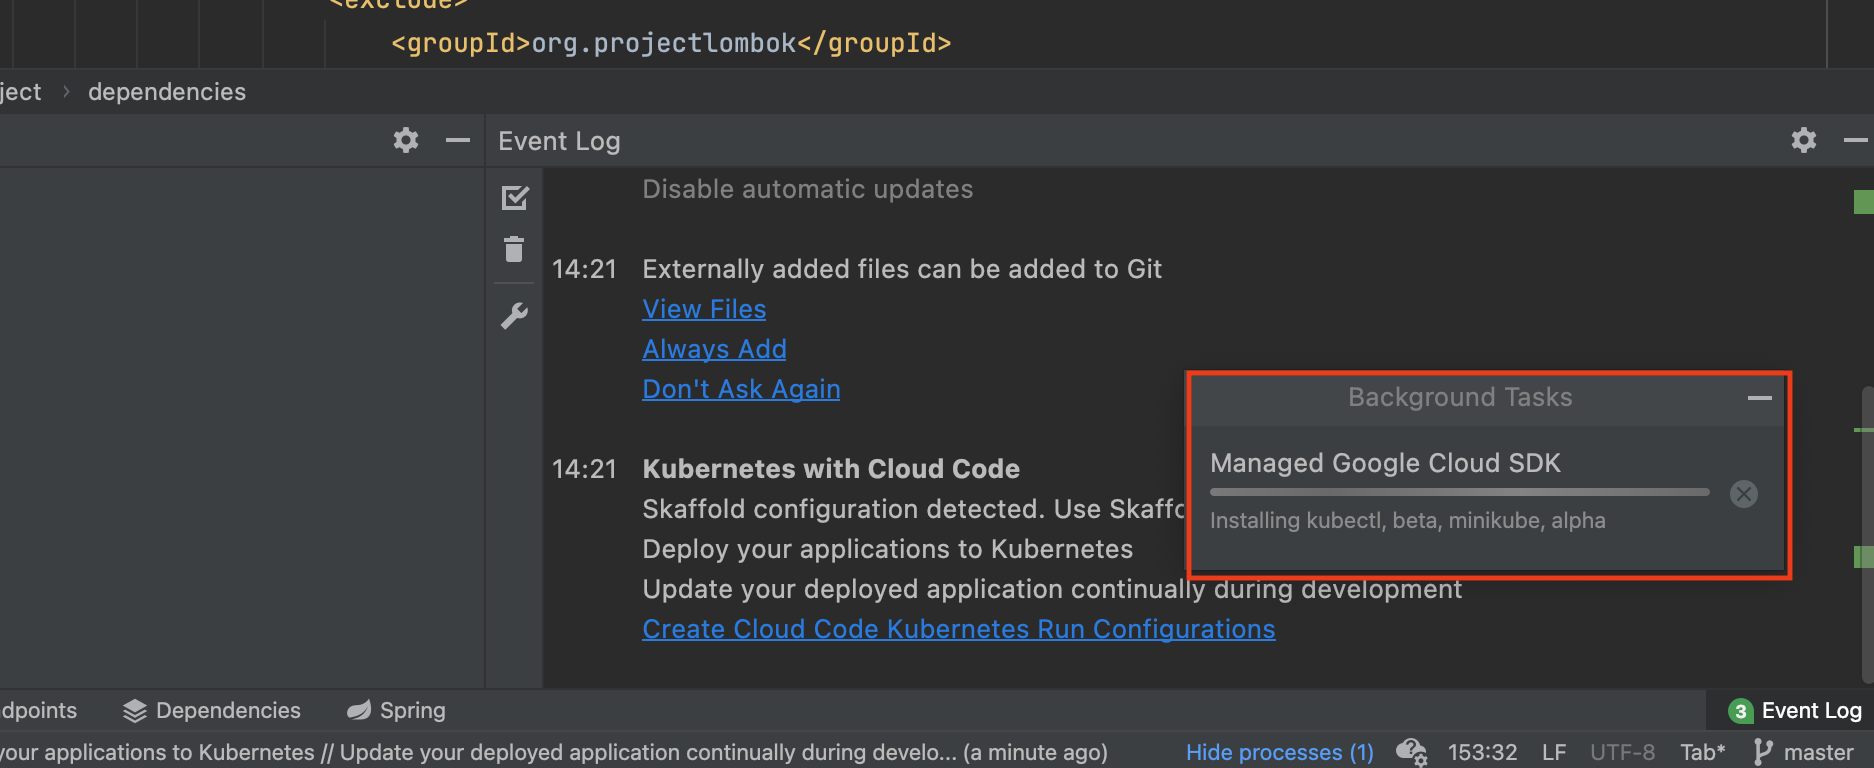 <exclude>
<groupId>org.projectlombok</groupId>
ject › dependencies
Event Log
Disable automatic updates
14:21 Externally added files can be added to Git
View Files
Always Add
Don't Ask Again
14:21 Kubernetes with Cloud Code
Skaffold configuration detected. Use Skaffo
Deploy your applications to Kubernetes
Update your deployed application continually during development
Create Cloud Code Kubernetes Run Configurations
Background Tasks
Managed Google Cloud SDK
Installing kubectl, beta, minikube, alpha
dpoints Dependencies Spring 3 Event Log
your applications to Kubernetes // Update your deployed application continually during develo... (a minute ago) Hide processes (1) 153:32 LF UTF-8 Tab* master